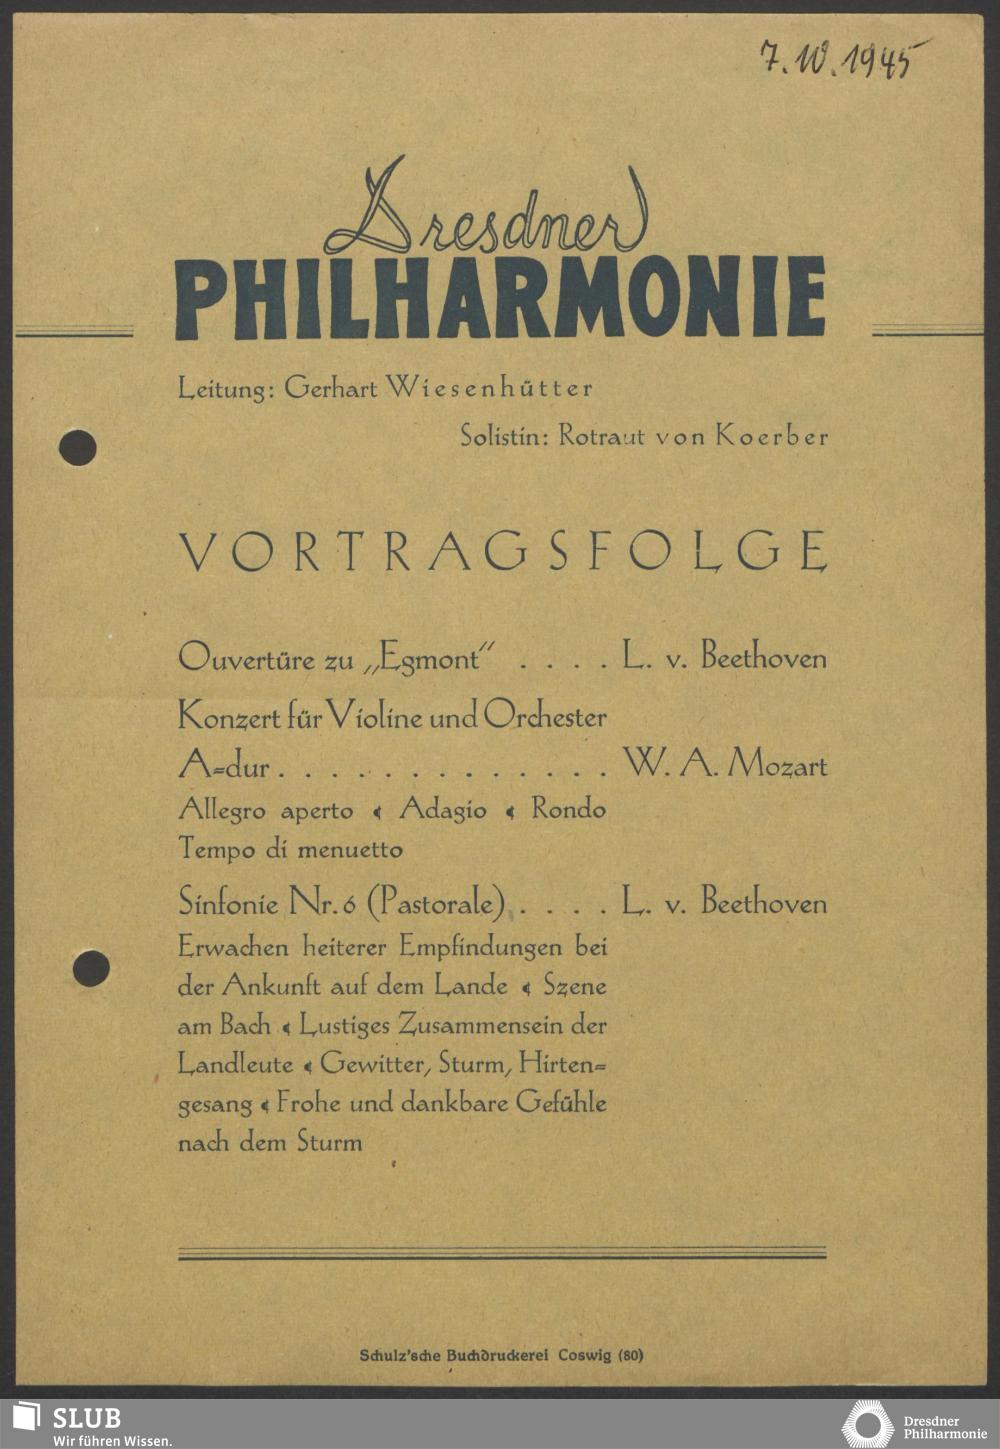 7. 10. 1945
Dresdner
PHILHARMONIE
Leitung: Gerhart Wiesenhütter
Solistin: Rotraut von Koerber
VORTRAGSFOLGE
Ouvertüre zu „Egmont“ . . . . L. v. Beethoven
Konzert für Violine und Orchester
A=dur . . . . . . . . . . . . . W. A. Mozart
Allegro aperto • Adagio • Rondo
Tempo di menuetto
Sinfonie Nr. 6 (Pastorale) . . . . L. v. Beethoven
Erwachen heiterer Empfindungen bei
der Ankunft auf dem Lande • Szene
am Bach • Lustiges Zusammensein der
Landleute • Gewitter, Sturm, Hirten=
gesang • Frohe und dankbare Gefühle
nach dem Sturm
Schulz'sche Buchdruckerei Coswig (80)
SLUB
Wir führen Wissen.
Dresdner
Philharmonie